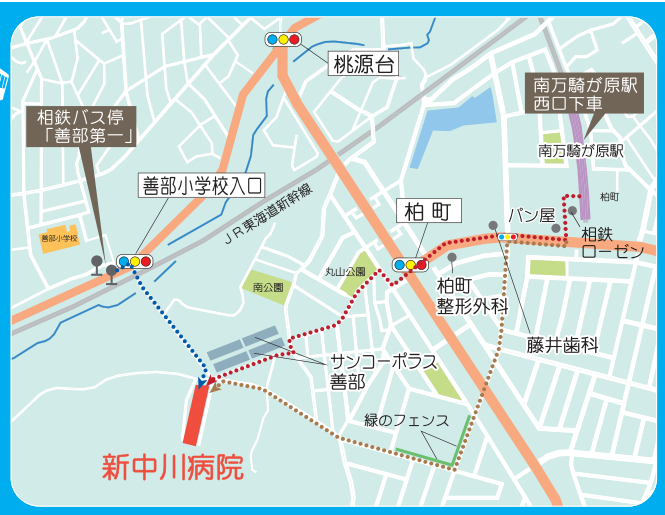 桃源台
南万騎が原駅
西口下車
相鉄バス停
「善部第一」
南万騎が原駅
善部小学校入口
柏町
JR東海道新幹線
柏 町
パン屋
相鉄
ローゼン
善部小学校
丸山公園
南公園
柏町
整形外科
藤井歯科
サンコーポラス
善部
緑のフェンス
新中川病院